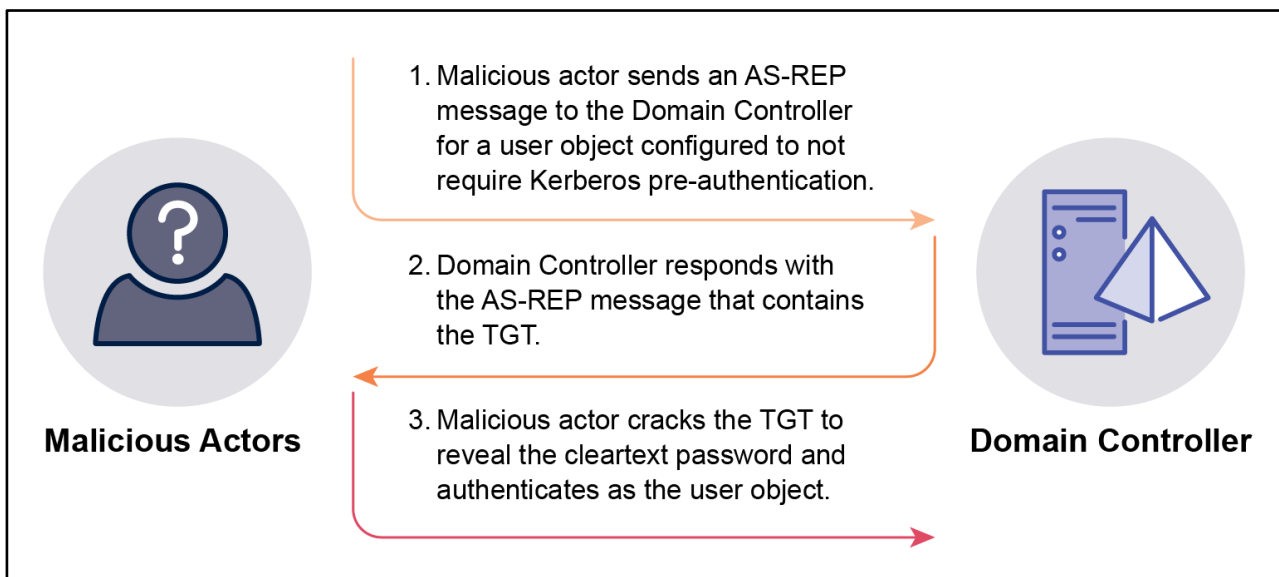 1. Malicious actor sends an AS-REP
message to the Domain Controller
for a user object configured to not
require Kerberos pre-authentication.
2. Domain Controller responds with
the AS-REP message that contains
the TGT.
3. Malicious actor cracks the TGT to
reveal the cleartext password and
authenticates as the user object.
?
Malicious Actors
Domain Controller